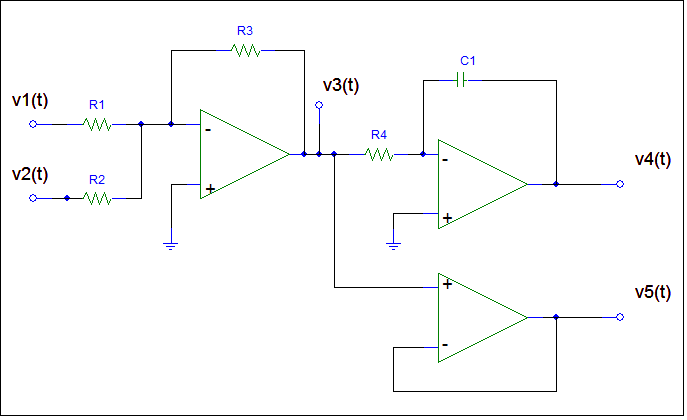 R3
v3(t)
C1
v1(t)
R1
-
R4
-
v4(t)
v2(t)
R2
+
+
+
v5(t)
-